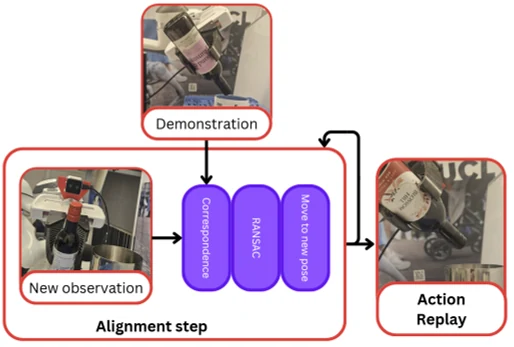 Demonstration
New observation
Correspondence
RANSAC
Move to new pose
Alignment step
Action
Replay